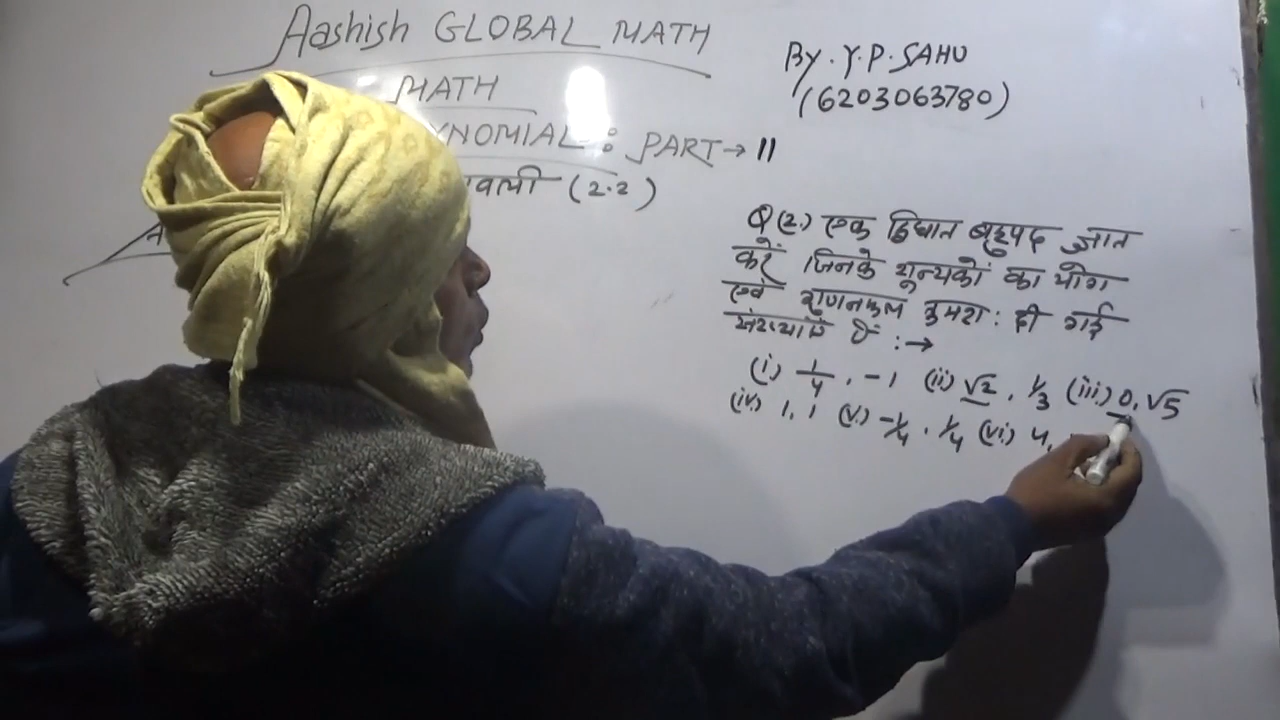 Aashish GLOBAL MATH
MATH
YNOMIAL : PART → II
वली (2.2)
By. Y. P. SAHU
(6203063780)
Q (2.) एक द्विघात बहुपद ज्ञात
करें जिनके शून्यकों का योग
एवं गुणनफल क्रमश: दी गई
संख्यायें हैं :→
(i) 1/4, -1 (ii) √2, 1/3 (iii.) 0, √5
(iv.) 1, 1 (v.) -1/4, 1/4 (vi) 4,